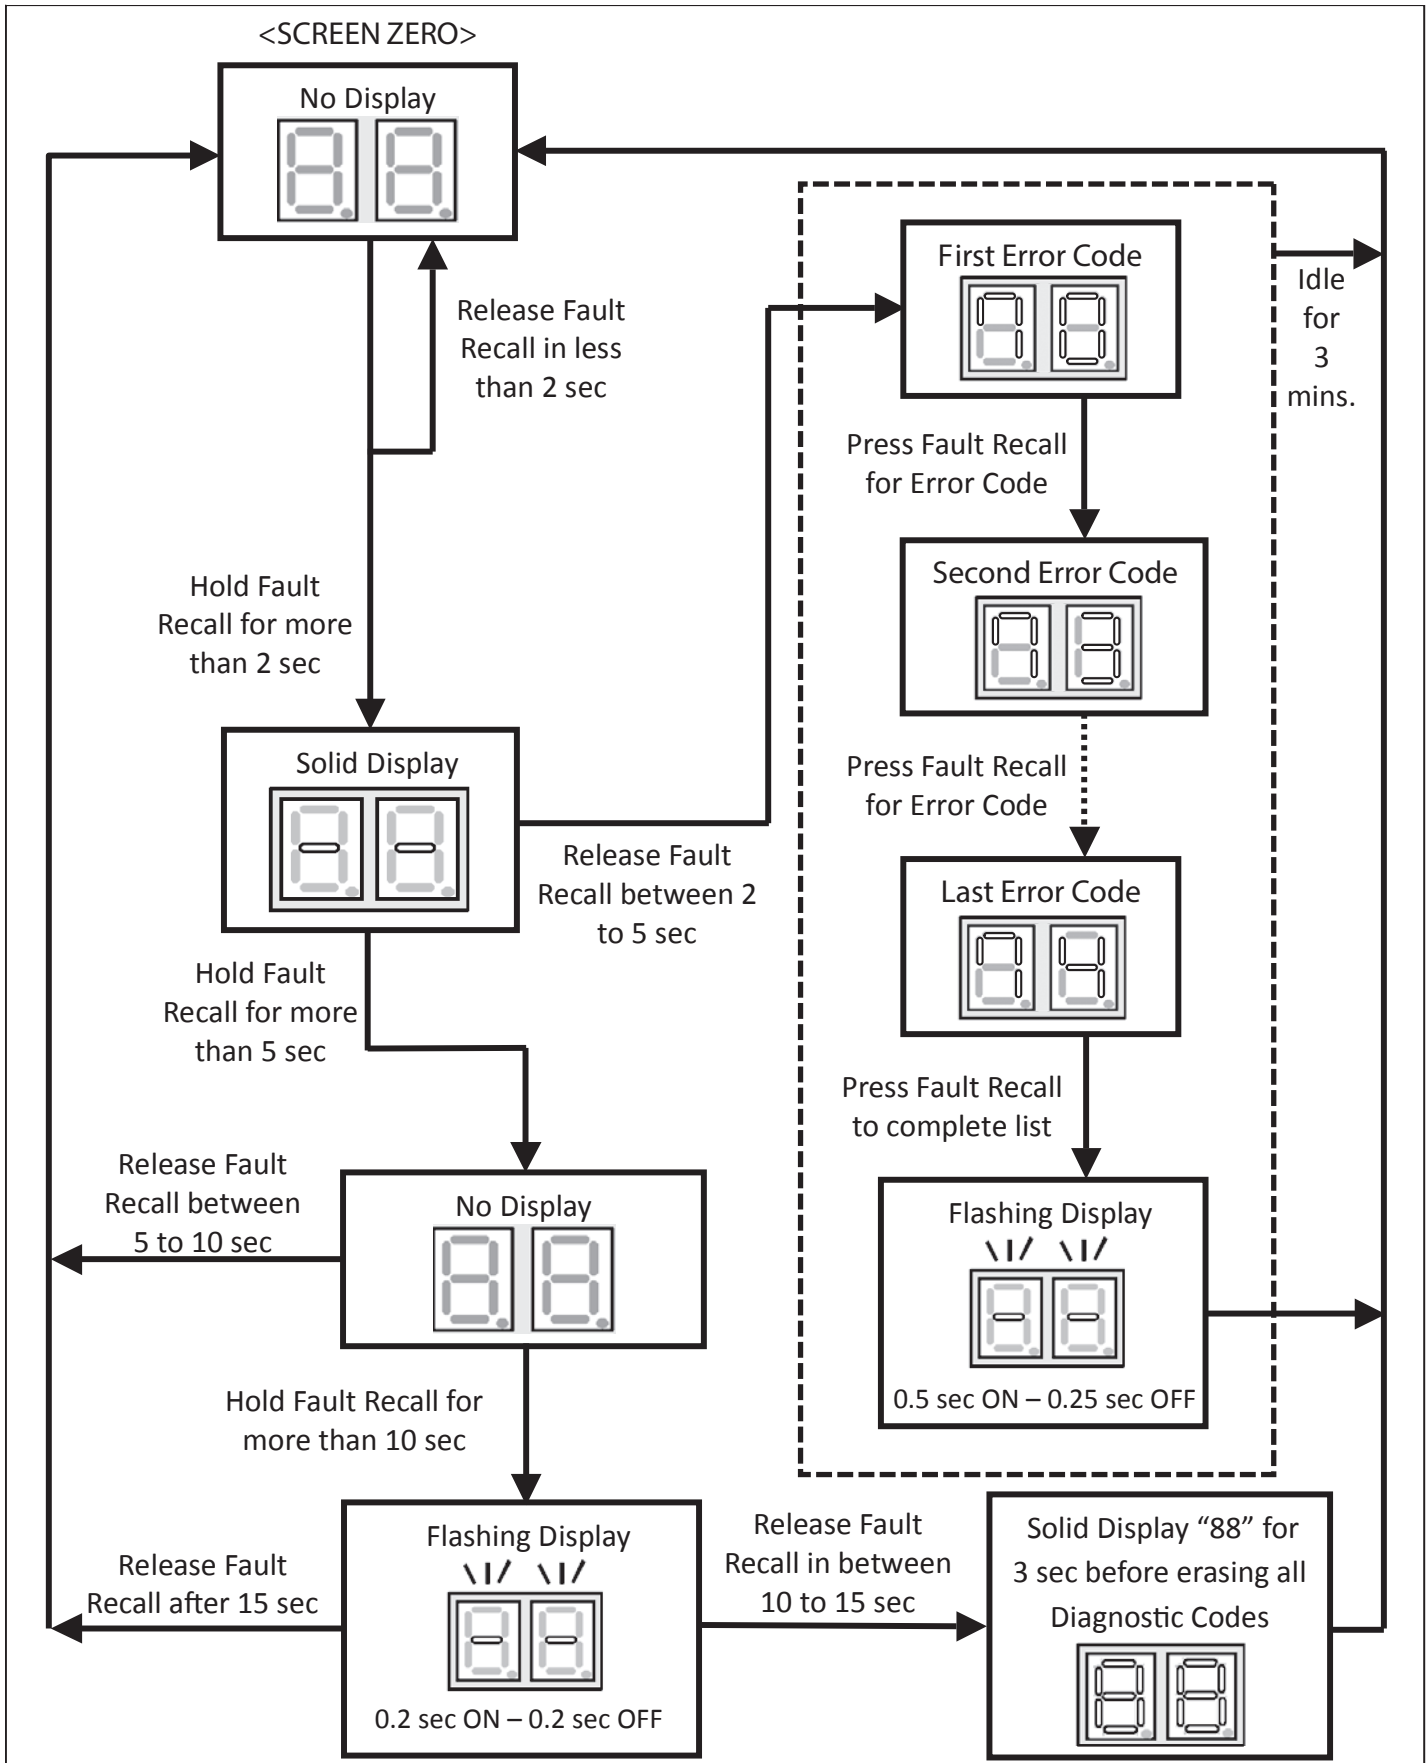 <SCREEN ZERO>
No Display
88
Release Fault
Recall in less
than 2 sec
Hold Fault
Recall for more
than 2 sec
Solid Display
- -
Release Fault
Recall between 2
to 5 sec
Hold Fault
Recall for more
than 5 sec
No Display
88
Release Fault
Recall between
5 to 10 sec
Hold Fault Recall for
more than 10 sec
Flashing Display
- -
0.2 sec ON – 0.2 sec OFF
Release Fault
Recall after 15 sec
Release Fault
Recall in between
10 to 15 sec
Solid Display “88” for
3 sec before erasing all
Diagnostic Codes
88
First Error Code
70
Press Fault Recall
for Error Code
Second Error Code
73
Press Fault Recall
for Error Code
Last Error Code
74
Press Fault Recall
to complete list
Flashing Display
- -
0.5 sec ON – 0.25 sec OFF
Idle
for
3
mins.